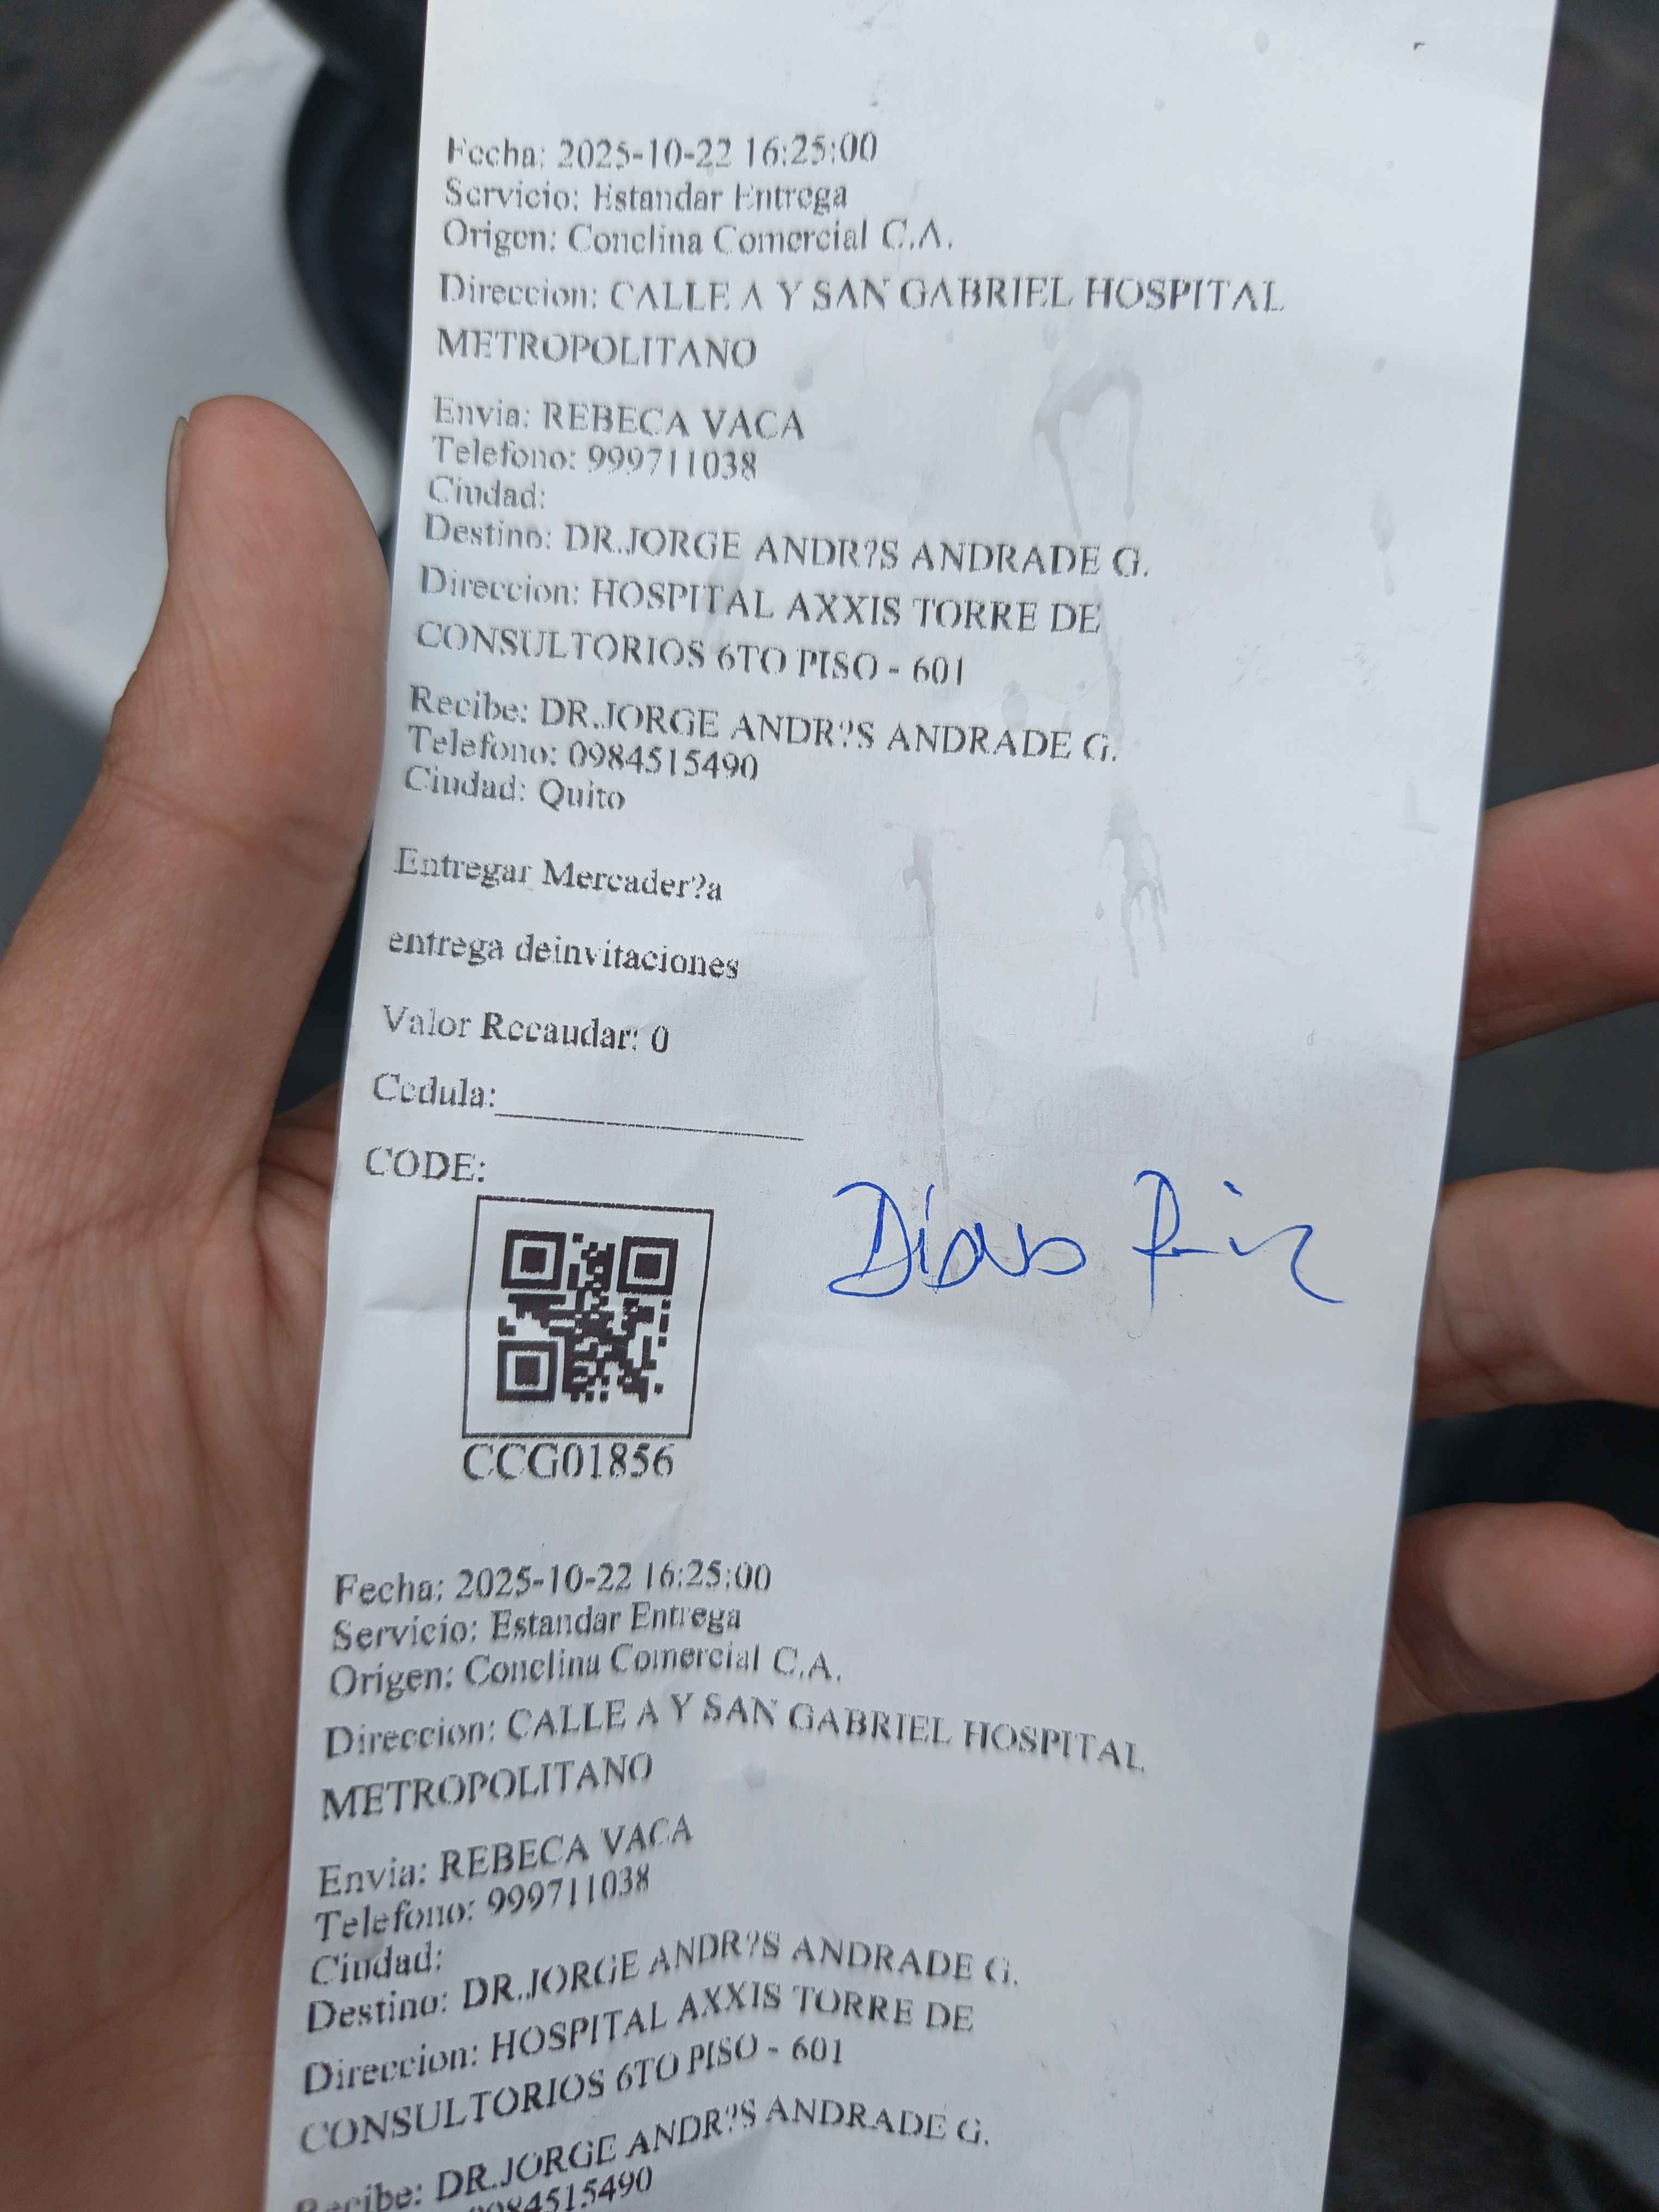 Fecha: 2025-10-22 16:25:00
Servicio: Estandar Entrega
Origen: Conclina Comercial C.A.
Direccion: CALLE A Y SAN GABRIEL HOSPITAL
METROPOLITANO
Envia: REBECA VACA
Telefono: 999711038
Ciudad:
Destino: DR.JORGE ANDR?S ANDRADE G.
Direccion: HOSPITAL AXXIS TORRE DE
CONSULTORIOS 6TO PISO - 601
Recibe: DR.JORGE ANDR?S ANDRADE G.
Telefono: 0984515490
Ciudad: Quito
Entregar Mercader?a
entrega deinvitaciones
Valor Recaudar: 0
Cedula:
CODE:
CCG01856
Fecha: 2025-10-22 16:25:00
Servicio: Estandar Entrega
Origen: Conclina Comercial C.A.
Direccion: CALLE A Y SAN GABRIEL HOSPITAL
METROPOLITANO
Envia: REBECA VACA
Telefono: 999711038
Ciudad:
Destino: DR.JORGE ANDR?S ANDRADE G.
Direccion: HOSPITAL AXXIS TORRE DE
CONSULTORIOS 6TO PISO - 601
Recibe: DR.JORGE ANDR?S ANDRADE G.
0984515490